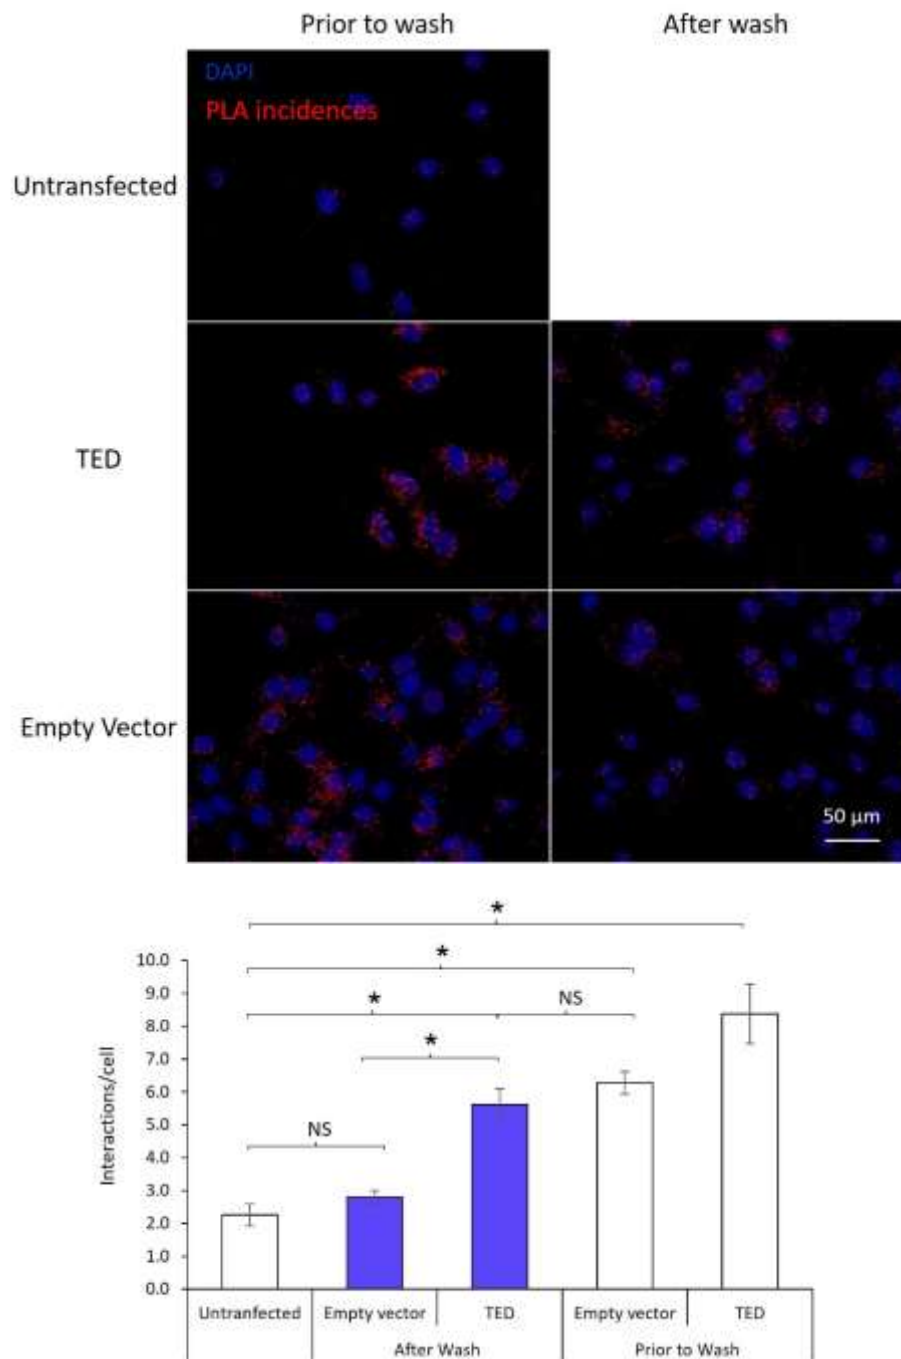 Prior to wash After wash
DAPI
PLA incidences
Untransfected
TED
Empty Vector
50 µm
*
*
* NS
*
NS
10.0
9.0
8.0
7.0
6.0
5.0
4.0
3.0
2.0
1.0
0.0
Interactions/cell
Untranfected Empty vector TED Empty vector TED
After Wash Prior to Wash